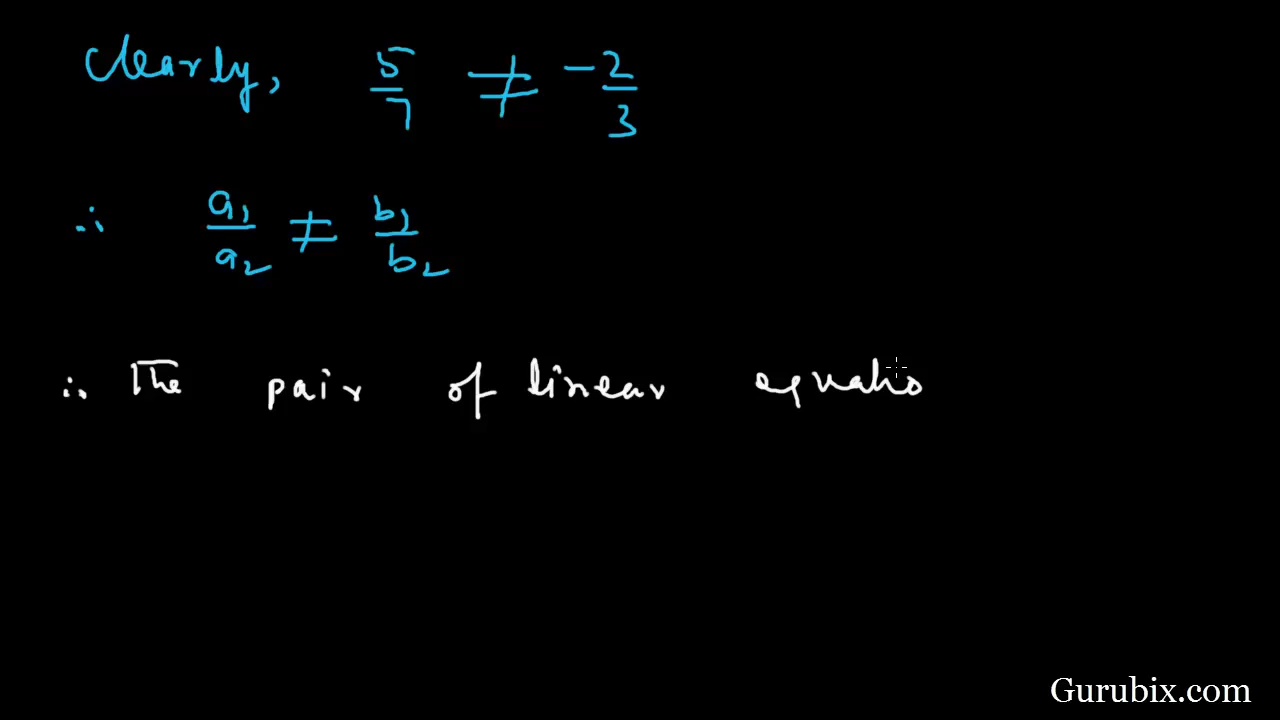 Clearly, 5/7 ≠ -2/3
∴ a₁/a₂ ≠ b₁/b₂
∴ The pair of linear equatio
Gurubix.com